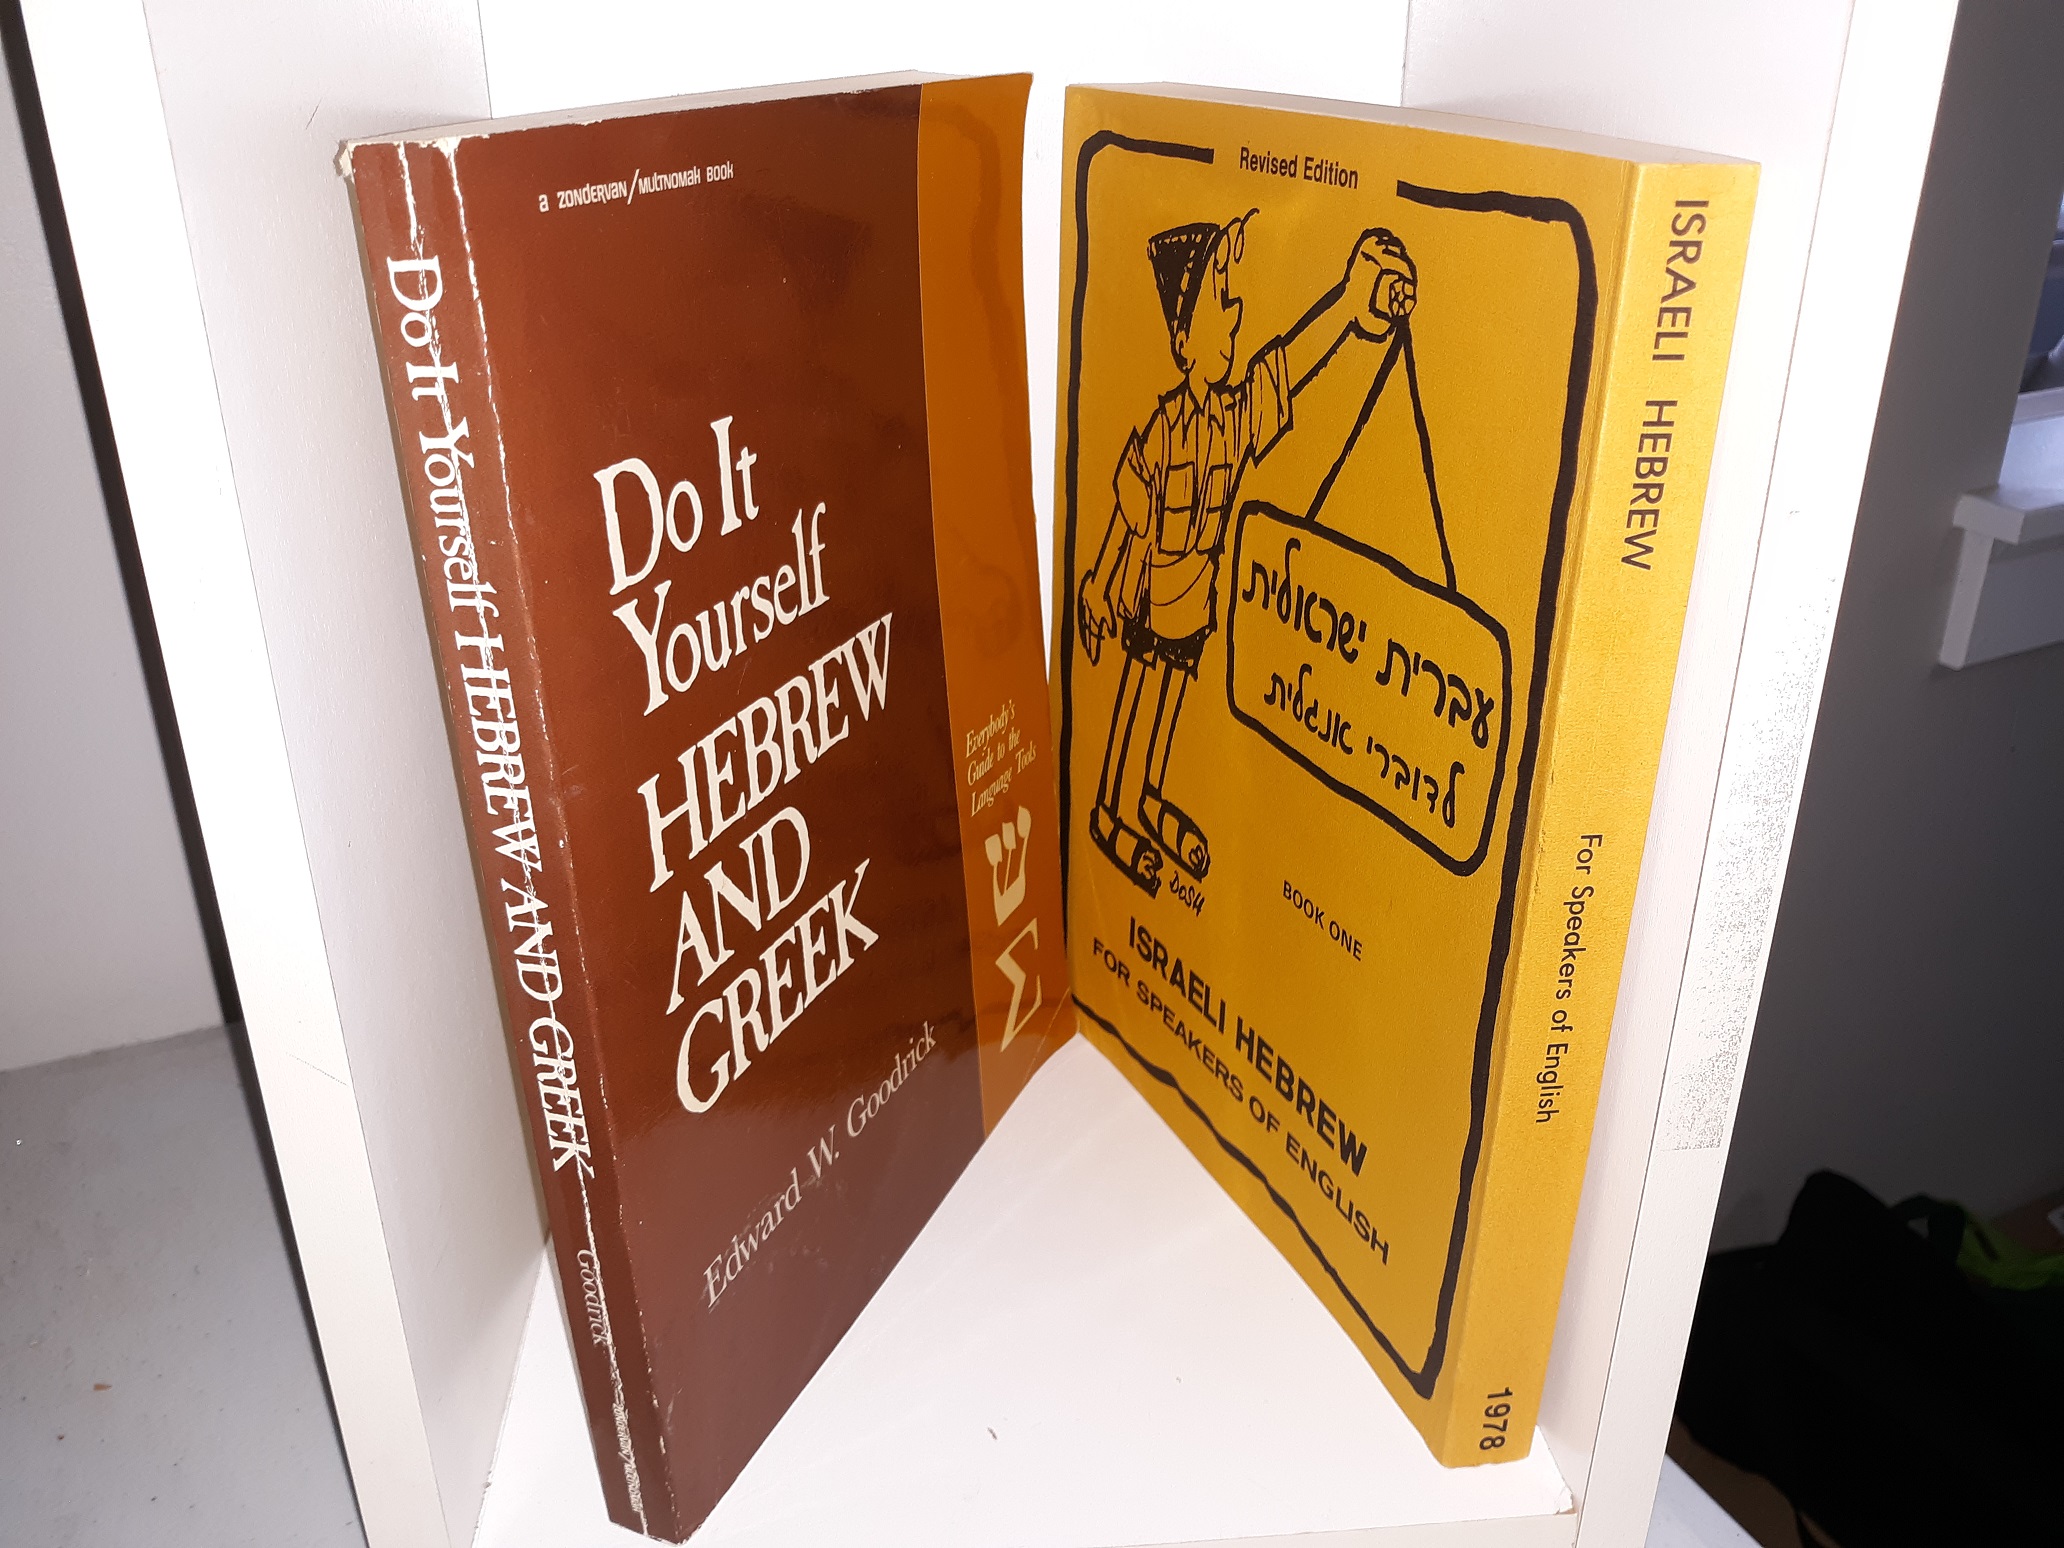 Do It Yourself HEBREW AND GREEK
Goodrick
a ZONDERVAN/MULTNOMAH BOOK
Do It
Yourself
HEBREW
AND
GREEK
Edward W. Goodrick
Everybody's
Guide to the
Language Tools
ש
Σ
Revised Edition
עברית ישראלית
לדוברי אנגלית
DOSH
BOOK ONE
ISRAELI HEBREW
FOR SPEAKERS OF ENGLISH
ISRAELI HEBREW
For Speakers of English
1978